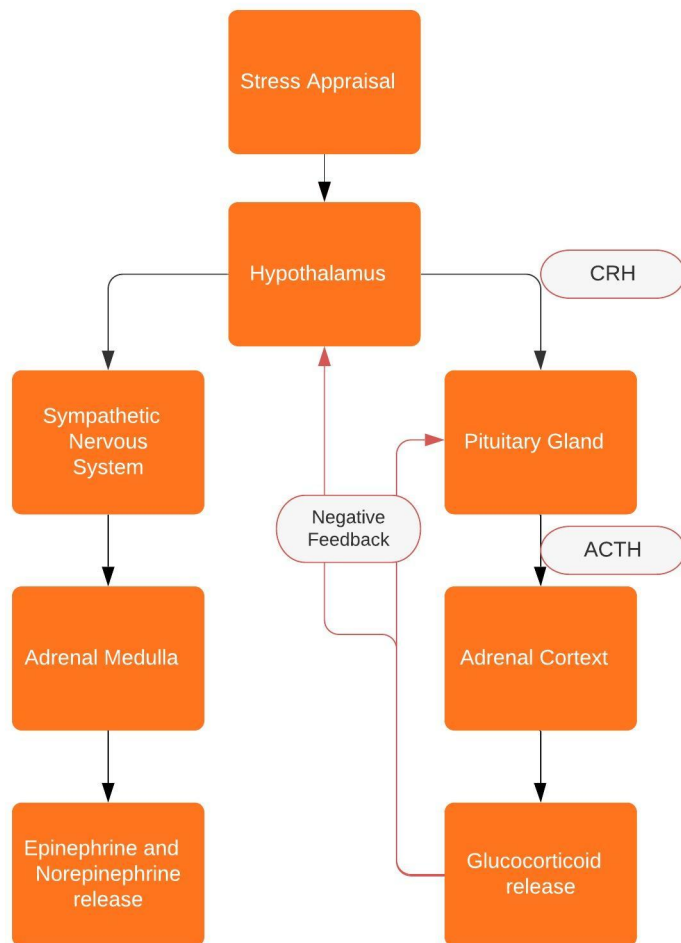 Stress Appraisal
Hypothalamus
CRH
Sympathetic
Nervous
System
Pituitary Gland
Negative
Feedback
ACTH
Adrenal Medulla
Adrenal Cortext
Epinephrine and
Norepinephrine
release
Glucocorticoid
release